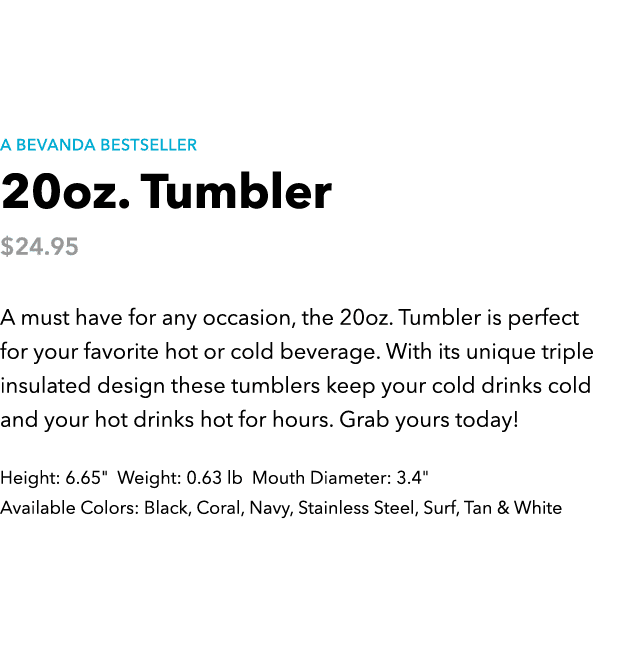 A BEVANDA BESTSELLER
20oz. Tumbler
$24.95
A must have for any occasion, the 20oz. Tumbler is perfect
for your favorite hot or cold beverage. With its unique triple
insulated design these tumblers keep your cold drinks cold
and your hot drinks hot for hours. Grab yours today!
Height: 6.65"  Weight: 0.63 lb  Mouth Diameter: 3.4"
Available Colors: Black, Coral, Navy, Stainless Steel, Surf, Tan & White